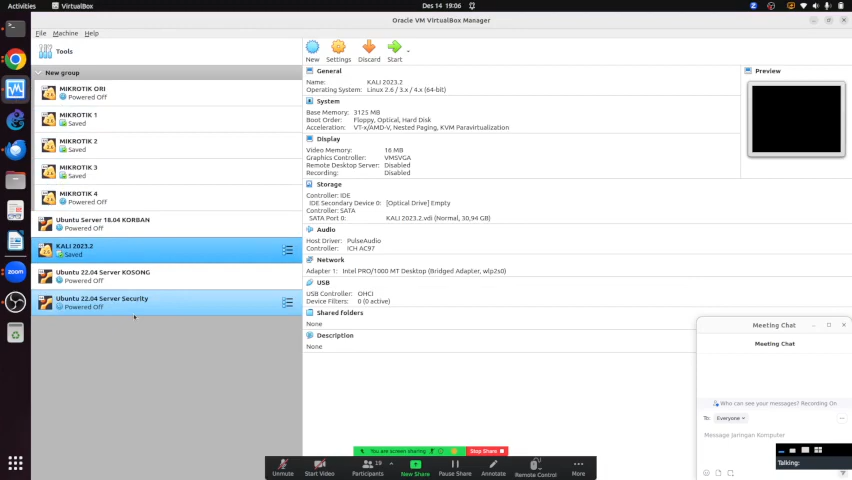 Activities
VirtualBox
Des 14 19:06
Oracle VM VirtualBox Manager
File Machine Help
Tools
New group
MIKROTIK ORI
Powered Off
MIKROTIK 1
Saved
MIKROTIK 2
Saved
MIKROTIK 3
Saved
MIKROTIK 4
Powered Off
Ubuntu Server 18.04 KORBAN
Powered Off
KALI 2023.2
Saved
Ubuntu 22.04 Server KOSONG
Powered Off
Ubuntu 22.04 Server Security
Powered Off
New
Settings
Discard
Start
General
Name: KALI 2023.2
Operating System: Linux 2.6 / 3.x / 4.x (64-bit)
System
Base Memory: 3125 MB
Boot Order: Floppy, Optical, Hard Disk
Acceleration: VT-x/AMD-V, Nested Paging, KVM Paravirtualization
Display
Video Memory: 16 MB
Graphics Controller: VMSVGA
Remote Desktop Server: Disabled
Recording: Disabled
Storage
Controller: IDE
IDE Secondary Device 0: [Optical Drive] Empty
Controller: SATA
SATA Port 0: KALI 2023.2.vdi (Normal, 30,94 GB)
Audio
Host Driver: PulseAudio
Controller: ICH AC97
Network
Adapter 1: Intel PRO/1000 MT Desktop (Bridged Adapter, wlp2s0)
USB
USB Controller: OHCI
Device Filters: 0 (0 active)
Shared folders
None
Description
None
Preview
Meeting Chat
Meeting Chat
Who can see your messages? Recording On
To: Everyone
Message Jaringan Komputer
Talking:
You are screen sharing
Stop Share
Unmute
Start Video
Participants
19
New Share
Pause Share
Annotate
Remote Control
More
zoom